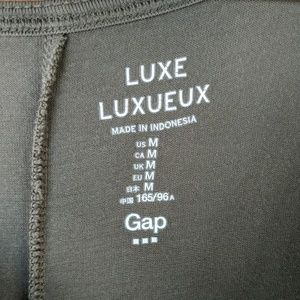 LUXE
LUXUEUX
MADE IN INDONESIA
US M
CA M
UK M
EU M
日本 M
中国 165/96A
Gap